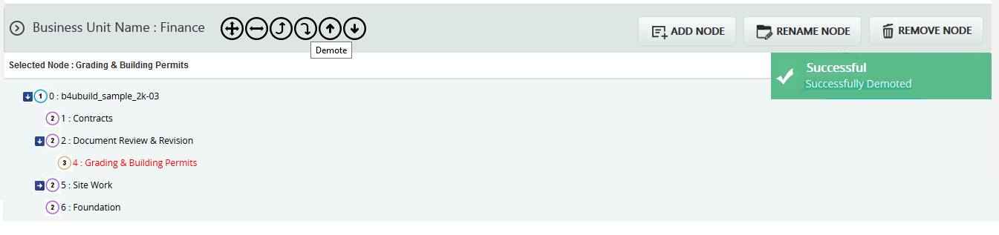 Business Unit Name : Finance
ADD NODE
RENAME NODE
REMOVE NODE
Demote
Selected Node : Grading & Building Permits
Successful
Successfully Demoted
1 0 : b4ubuild_sample_2k-03
2 1 : Contracts
2 2 : Document Review & Revision
3 4 : Grading & Building Permits
2 5 : Site Work
2 6 : Foundation